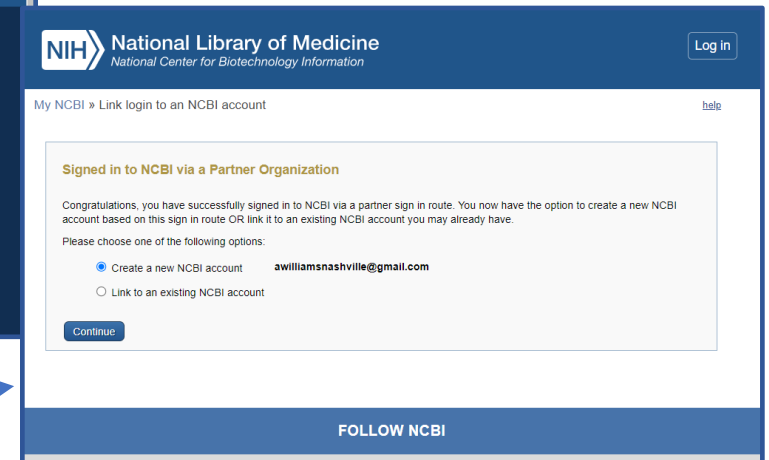 NIH National Library of Medicine
National Center for Biotechnology Information
Log in
My NCBI » Link login to an NCBI account
help
Signed in to NCBI via a Partner Organization
Congratulations, you have successfully signed in to NCBI via a partner sign in route. You now have the option to create a new NCBI
account based on this sign in route OR link it to an existing NCBI account you may already have.
Please choose one of the following options:
Create a new NCBI account awilliamsnashville@gmail.com
Link to an existing NCBI account
Continue
FOLLOW NCBI